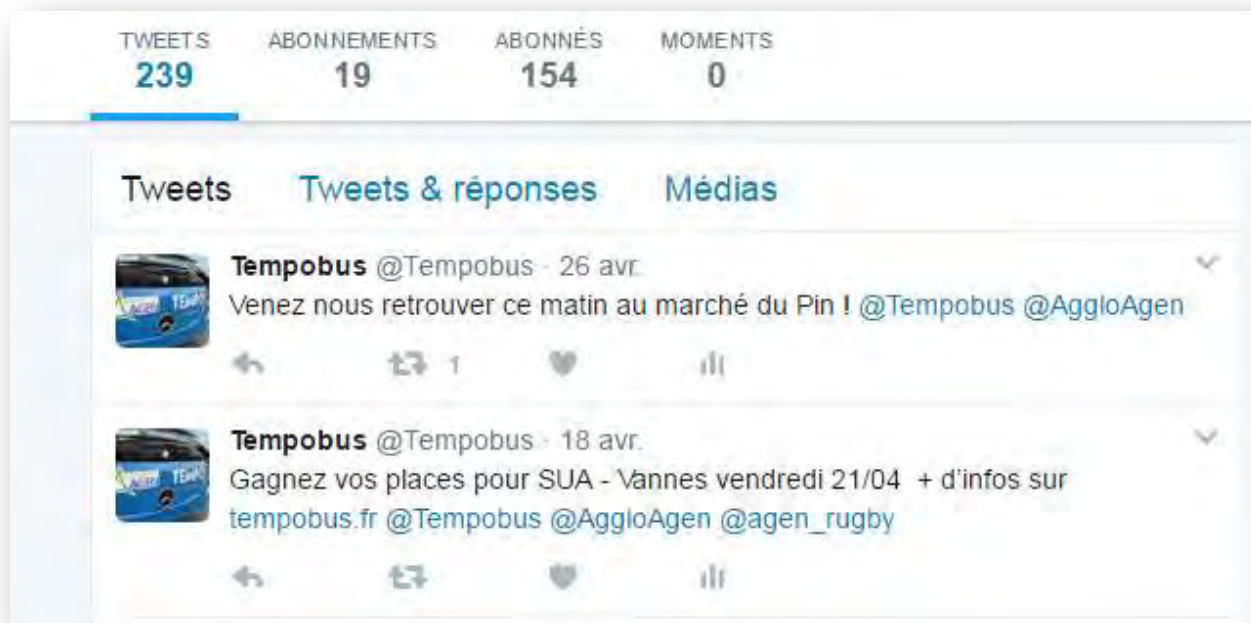 TWEETS ABONNEMENTS ABONNÉS MOMENTS
239 19 154 0
Tweets Tweets & réponses Médias
Tempobus @Tempobus · 26 avr.
Venez nous retrouver ce matin au marché du Pin ! @Tempobus @AggloAgen
1
Tempobus @Tempobus · 18 avr.
Gagnez vos places pour SUA - Vannes vendredi 21/04 + d'infos sur
tempobus.fr @Tempobus @AggloAgen @agen_rugby